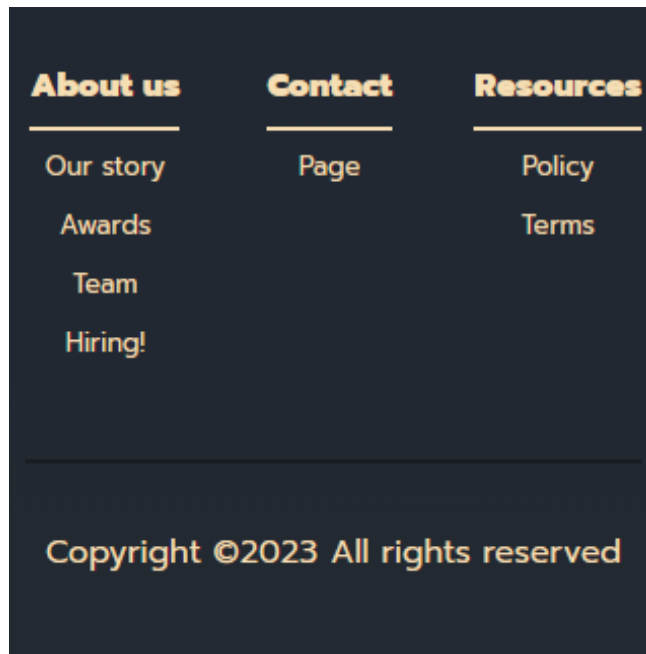 About us
Our story
Awards
Team
Hiring!
Contact
Page
Resources
Policy
Terms
Copyright ©2023 All rights reserved